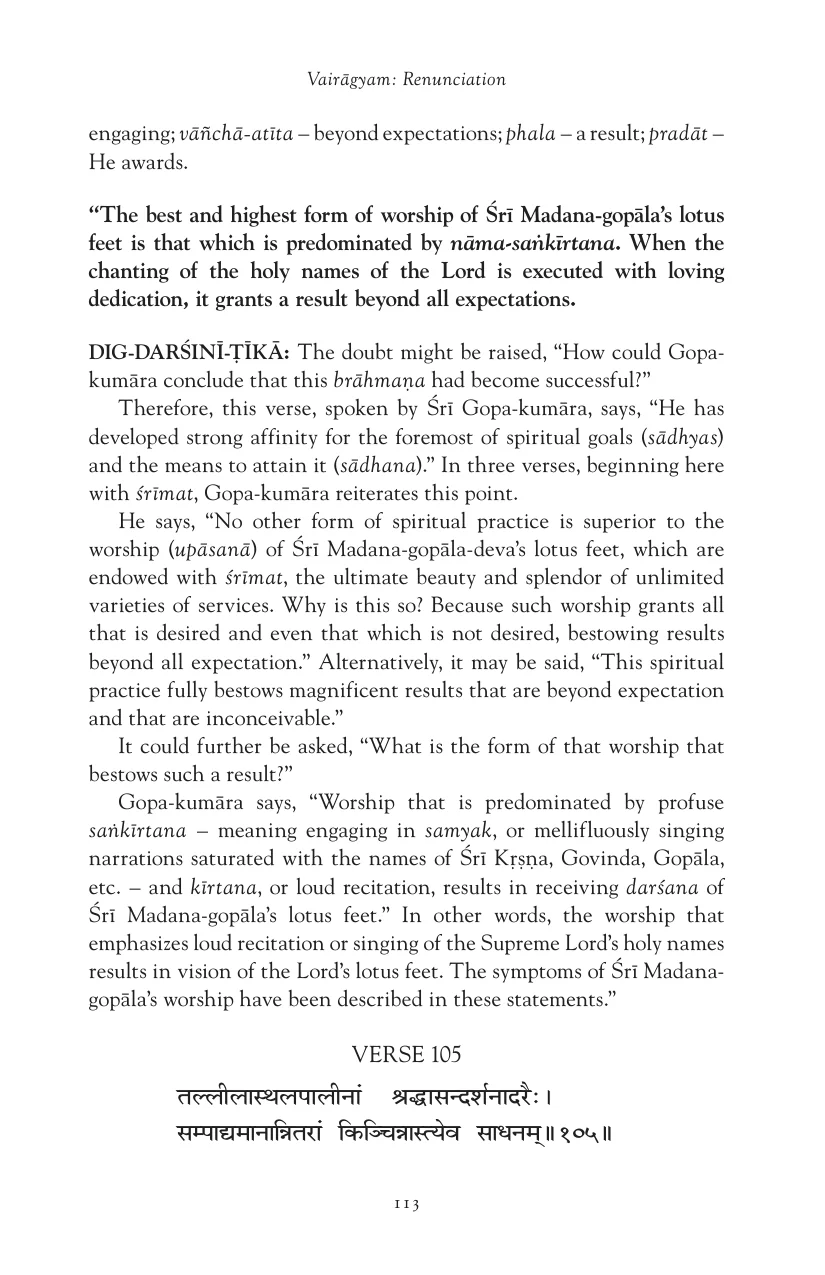 Vairāgyam: Renunciation
engaging; vāñchā-atīta – beyond expectations; phala – a result; pradāt –
He awards.
“The best and highest form of worship of Śrī Madana-gopāla’s lotus
feet is that which is predominated by nāma-saṅkīrtana. When the
chanting of the holy names of the Lord is executed with loving
dedication, it grants a result beyond all expectations.
DIG-DARŚINĪ-ṬĪKĀ: The doubt might be raised, “How could Gopa-
kumāra conclude that this brāhmaṇa had become successful?”
Therefore, this verse, spoken by Śrī Gopa-kumāra, says, “He has
developed strong affinity for the foremost of spiritual goals (sādhyas)
and the means to attain it (sādhana).” In three verses, beginning here
with śrīmat, Gopa-kumāra reiterates this point.
He says, “No other form of spiritual practice is superior to the
worship (upāsanā) of Śrī Madana-gopāla-deva’s lotus feet, which are
endowed with śrīmat, the ultimate beauty and splendor of unlimited
varieties of services. Why is this so? Because such worship grants all
that is desired and even that which is not desired, bestowing results
beyond all expectation.” Alternatively, it may be said, “This spiritual
practice fully bestows magnificent results that are beyond expectation
and that are inconceivable.”
It could further be asked, “What is the form of that worship that
bestows such a result?”
Gopa-kumāra says, “Worship that is predominated by profuse
saṅkīrtana – meaning engaging in samyak, or mellifluously singing
narrations saturated with the names of Śrī Kṛṣṇa, Govinda, Gopāla,
etc. – and kīrtana, or loud recitation, results in receiving darśana of
Śrī Madana-gopāla’s lotus feet.” In other words, the worship that
emphasizes loud recitation or singing of the Supreme Lord’s holy names
results in vision of the Lord’s lotus feet. The symptoms of Śrī Madana-
gopāla’s worship have been described in these statements.”
VERSE 105
तल्लीलास्थलपालीनां श्रद्धासन्दर्शनादरैः ।
सम्पाद्यमानान्नितरां किञ्चिन्नास्त्येव साधनम्॥१०५॥
113